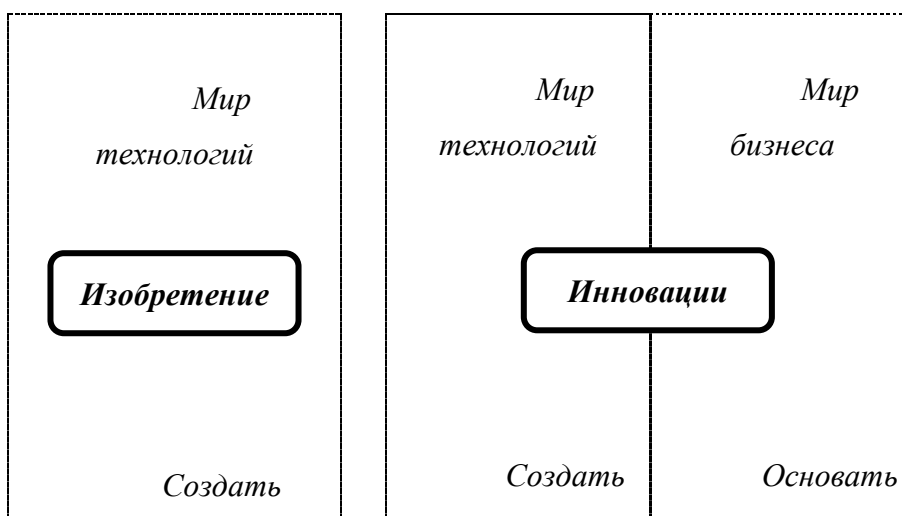 Мир
технологий
Изобретение
Создать
Мир
технологий
Мир
бизнеса
Инновации
Создать
Основать